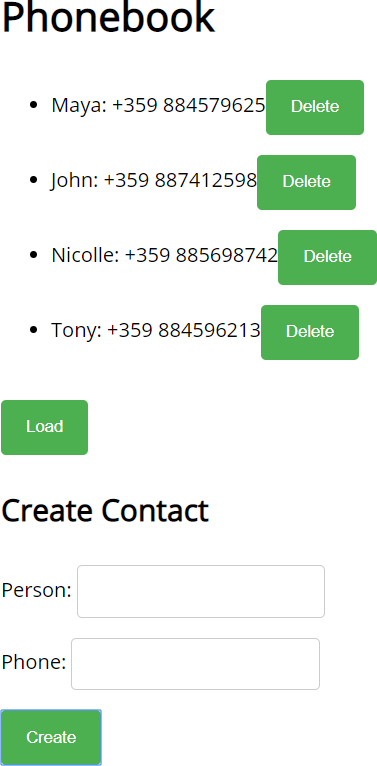 Phonebook
Maya: +359 884579625 Delete
John: +359 887412598 Delete
Nicolle: +359 885698742 Delete
Tony: +359 884596213 Delete
Load
Create Contact
Person:
Phone:
Create